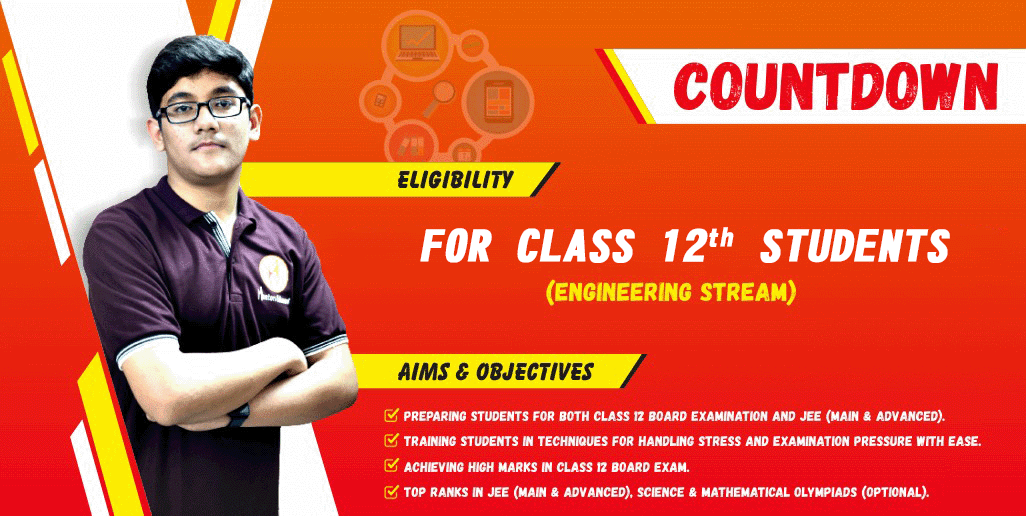 COUNTDOWN
ELIGIBILITY
FOR CLASS 12th STUDENTS
(ENGINEERING STREAM)
AIMS & OBJECTIVES
PREPARING STUDENTS FOR BOTH CLASS 12 BOARD EXAMINATION AND JEE (MAIN & ADVANCED).
TRAINING STUDENTS IN TECHNIQUES FOR HANDLING STRESS AND EXAMINATION PRESSURE WITH EASE.
ACHIEVING HIGH MARKS IN CLASS 12 BOARD EXAM.
TOP RANKS IN JEE (MAIN & ADVANCED), SCIENCE & MATHEMATICAL OLYMPIADS (OPTIONAL).